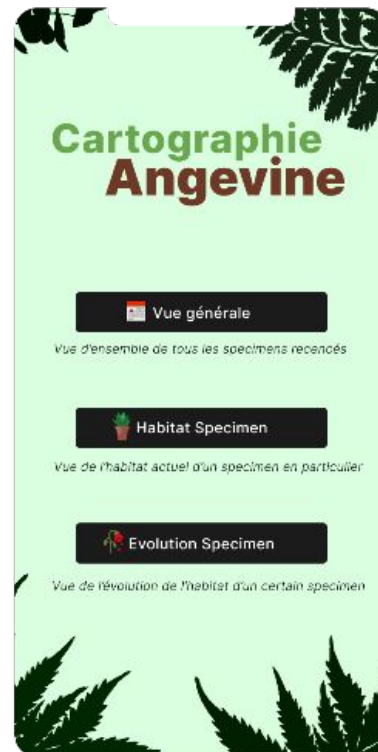 Cartographie
Angevine
Vue générale
Vue d'ensemble de tous les specimens recencés
Habitat Specimen
Vue de l'habitat actuel d'un specimen en particulier
Evolution Specimen
Vue de l'évolution de l'habitat d'un certain specimen